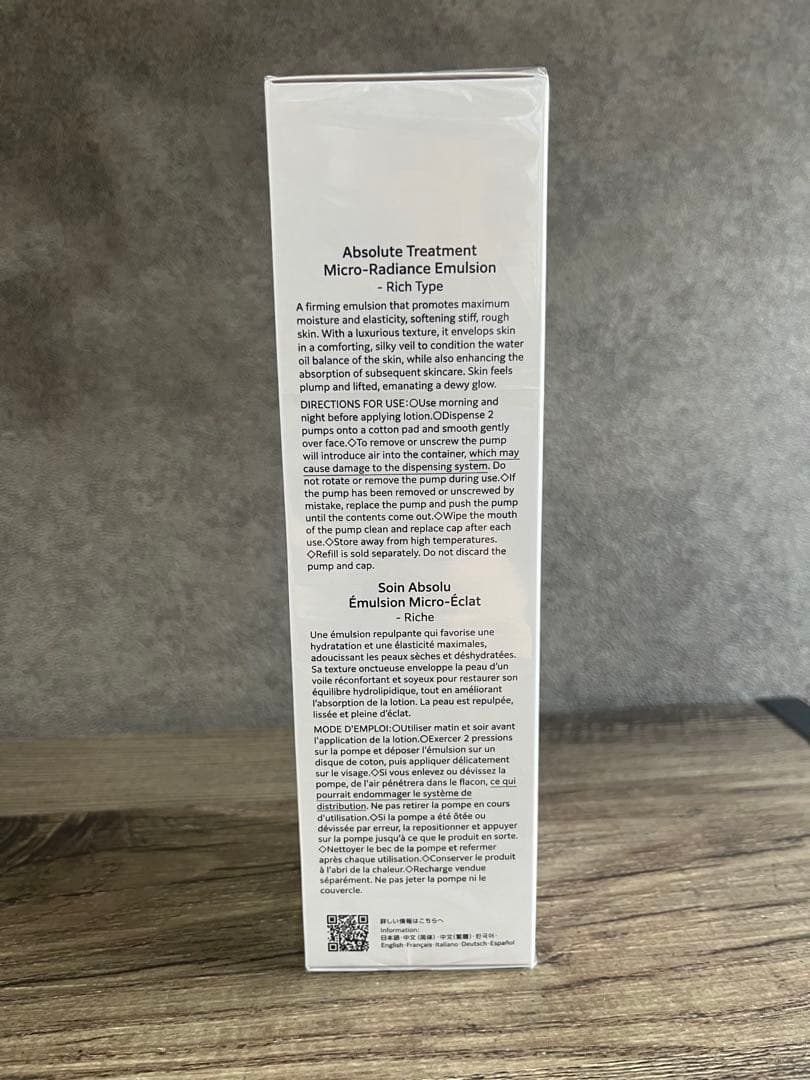 Absolute Treatment
Micro-Radiance Emulsion
- Rich Type
A firming emulsion that promotes maximum
moisture and elasticity, softening stiff, rough
skin. With a luxurious texture, it envelops skin
in a comforting, silky veil to condition the water
oil balance of the skin, while also enhancing the
absorption of subsequent skincare. Skin feels
plump and lifted, emanating a dewy glow.
DIRECTIONS FOR USE:○Use morning and
night before applying lotion.○Dispense 2
pumps onto a cotton pad and smooth gently
over face.◇To remove or unscrew the pump
will introduce air into the container, which may
cause damage to the dispensing system. Do
not rotate or remove the pump during use.◇If
the pump has been removed or unscrewed by
mistake, replace the pump and push the pump
until the contents come out.◇Wipe the mouth
of the pump clean and replace cap after each
use.◇Store away from high temperatures.
◇Refill is sold separately. Do not discard the
pump and cap.
Soin Absolu
Émulsion Micro-Éclat
- Riche
Une émulsion repulpante qui favorise une
hydratation et une élasticité maximales,
adoucissant les peaux sèches et déshydratées.
Sa texture onctueuse enveloppe la peau d'un
voile réconfortant et soyeux pour restaurer son
équilibre hydrolipidique, tout en améliorant
l'absorption de la lotion. La peau est repulpée,
lissée et pleine d'éclat.
MODE D'EMPLOI:○Utiliser matin et soir avant
l'application de la lotion.○Exercer 2 pressions
sur la pompe et déposer l'émulsion sur un
disque de coton, puis appliquer délicatement
sur le visage.◇Si vous enlevez ou dévissez la
pompe, de l'air pénétrera dans le flacon, ce qui
pourrait endommager le système de
distribution. Ne pas retirer la pompe en cours
d'utilisation.◇Si la pompe a été ôtée ou
dévissée par erreur, la repositionner et appuyer
sur la pompe jusqu'à ce que le produit en sorte.
◇Nettoyer le bec de la pompe et refermer
après chaque utilisation.◇Conserver le produit
à l'abri de la chaleur.◇Recharge vendue
séparément. Ne pas jeter la pompe ni le
couvercle.
詳しい情報はこちらへ
Information:
日本語・中文(简体)・中文(繁體)・한국어・
English・Français・Italiano・Deutsch・Español